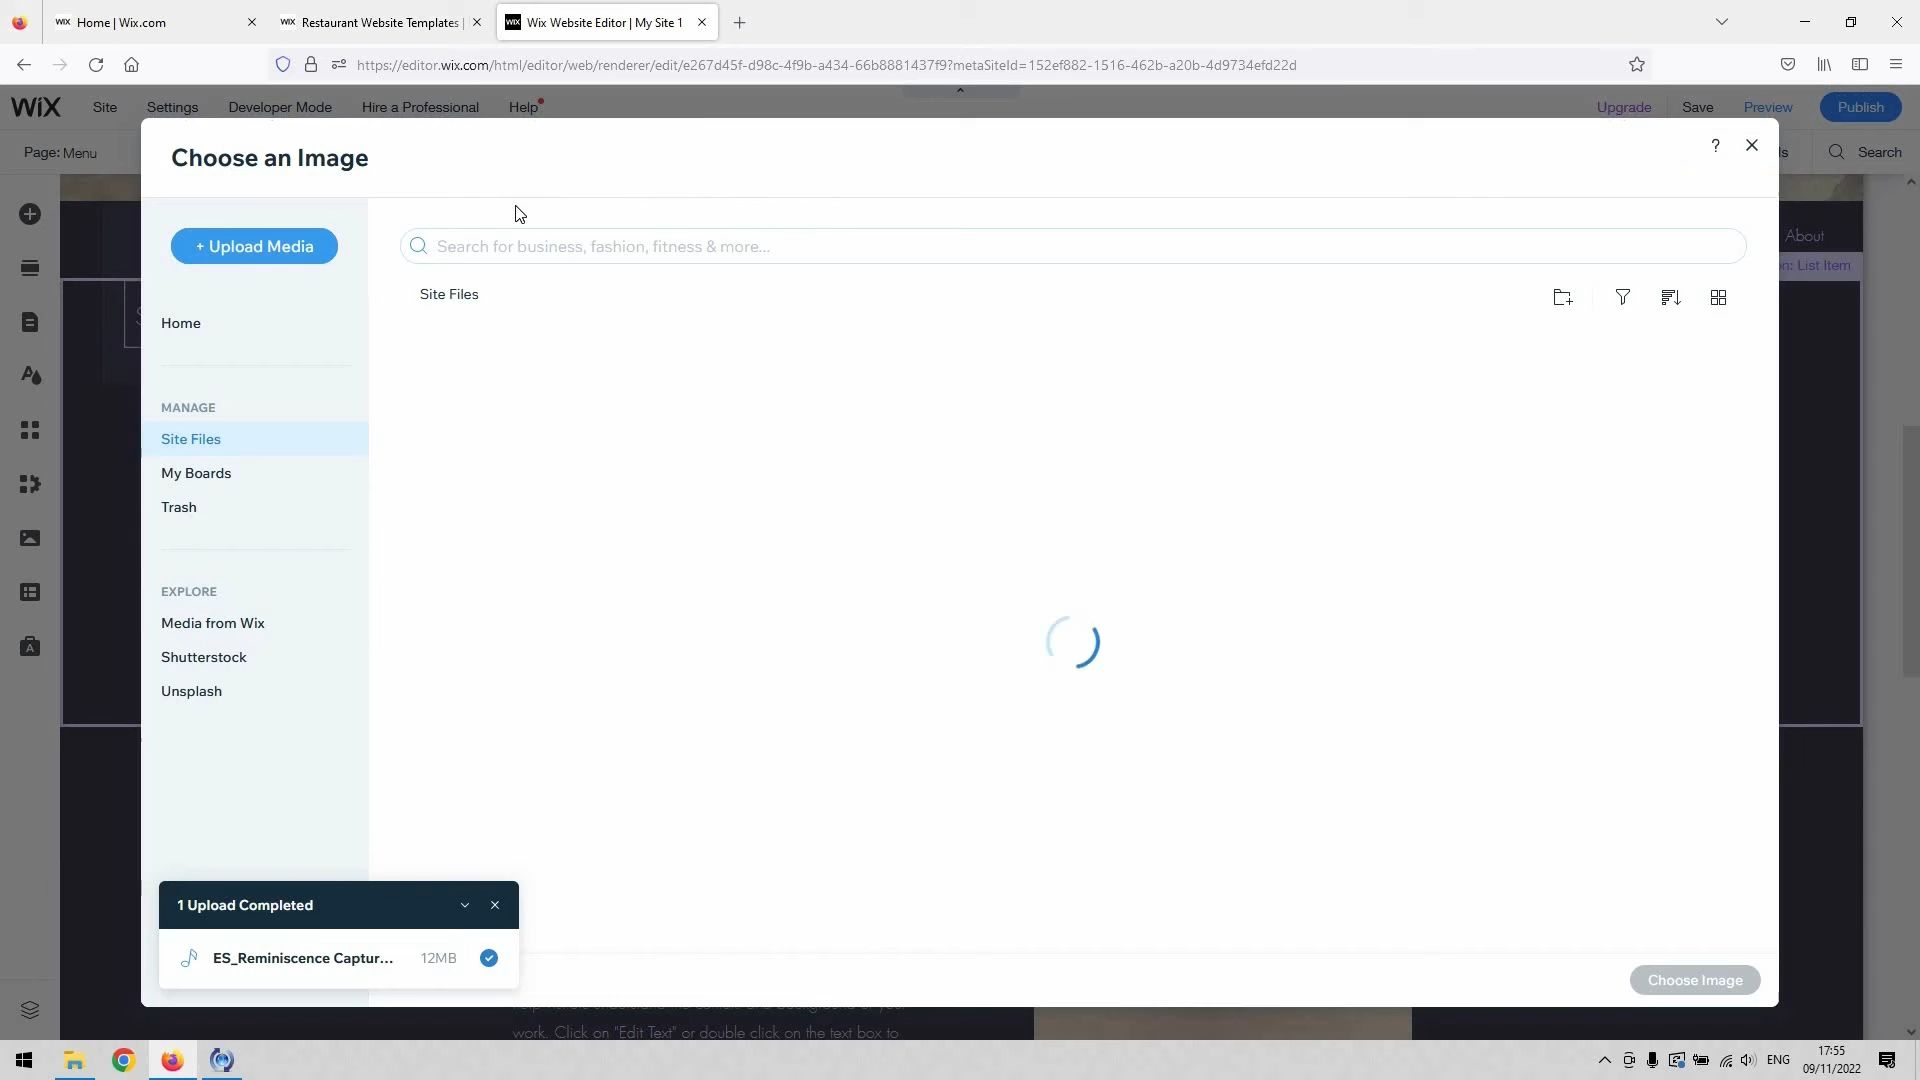 WiX Home | Wix.com
WiX Restaurant Website Templates |
WiX Wix Website Editor | My Site 1
https://editor.wix.com/html/editor/web/renderer/edit/e267d45f-d98c-4f9b-a434-66b8881437f9?metaSiteId=152ef882-1516-462b-a20b-4d9734efd22d
WiX Site Settings Developer Mode Hire a Professional Help Upgrade Save Preview Publish
Page: Menu
Search
Choose an Image
?
+ Upload Media
Search for business, fashion, fitness & more...
About
List Item
Site Files
Home
MANAGE
Site Files
My Boards
Trash
EXPLORE
Media from Wix
Shutterstock
Unsplash
1 Upload Completed
ES_Reminiscence Captur... 12MB
Choose Image
work. Click on "Edit Text" or double click on the text box to
ENG
17:55
09/11/2022